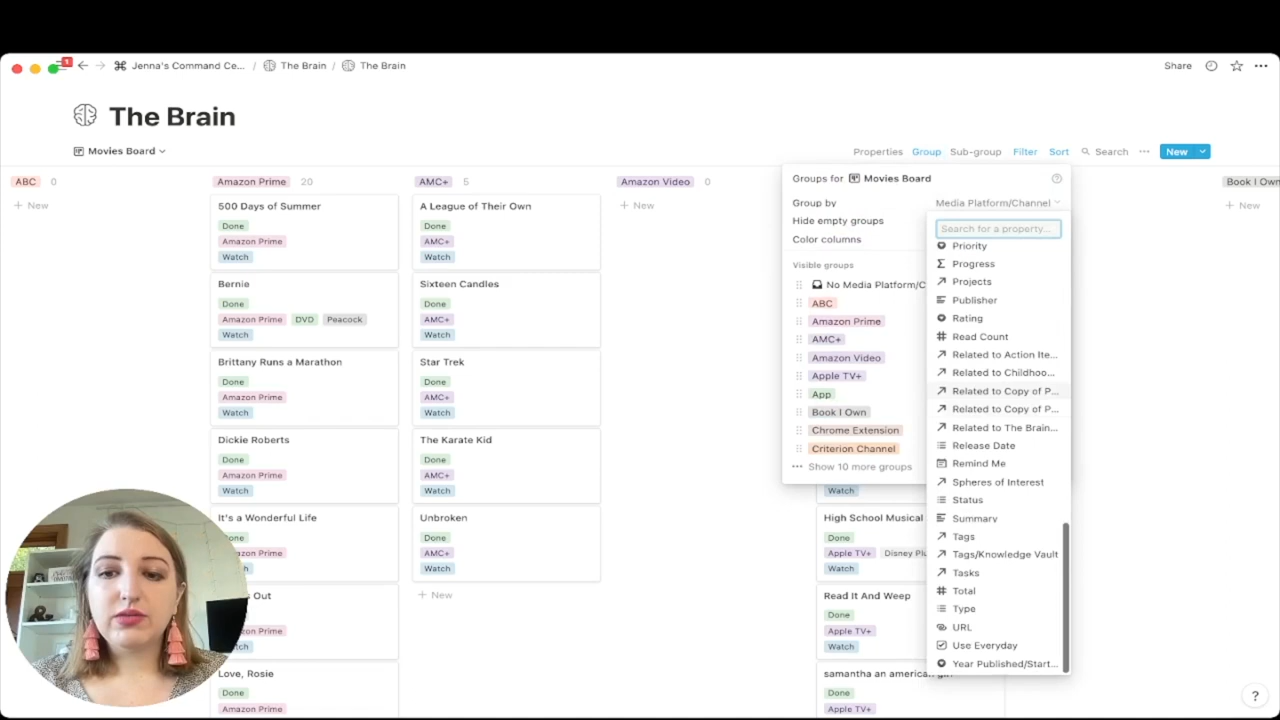 1
Jenna's Command Ce... / The Brain / The Brain
Share
The Brain
Movies Board
Properties Group Sub-group Filter Sort Search ... New
ABC 0
+ New
Amazon Prime 20
500 Days of Summer
Done
Amazon Prime
Watch
Bernie
Done
Amazon Prime DVD Peacock
Watch
Brittany Runs a Marathon
Done
Amazon Prime
Watch
Dickie Roberts
Done
Amazon Prime
Watch
It's a Wonderful Life
Love, Rosie
Done
Amazon Prime
AMC+ 5
A League of Their Own
Done
AMC+
Watch
Sixteen Candles
Done
AMC+
Watch
Star Trek
Done
AMC+
Watch
The Karate Kid
Done
AMC+
Watch
Unbroken
Done
AMC+
Watch
+ New
Amazon Video 0
+ New
Watch
High School Musical
Done
Apple TV+ Disney Plu
Watch
Read It And Weep
Done
Apple TV+
Watch
samantha an american girl
Done
Apple TV+
Book I Own
+ New
Groups for Movies Board
Group by Media Platform/Channel
Hide empty groups
Color columns
Visible groups
No Media Platform/C
ABC
Amazon Prime
AMC+
Amazon Video
Apple TV+
App
Book I Own
Chrome Extension
Criterion Channel
Show 10 more groups
Search for a property...
Priority
Progress
Projects
Publisher
Rating
Read Count
Related to Action Ite...
Related to Childhoo...
Related to Copy of P...
Related to Copy of P...
Related to The Brain...
Release Date
Remind Me
Spheres of Interest
Status
Summary
Tags
Tags/Knowledge Vault
Tasks
Total
Type
URL
Use Everyday
Year Published/Start...
?